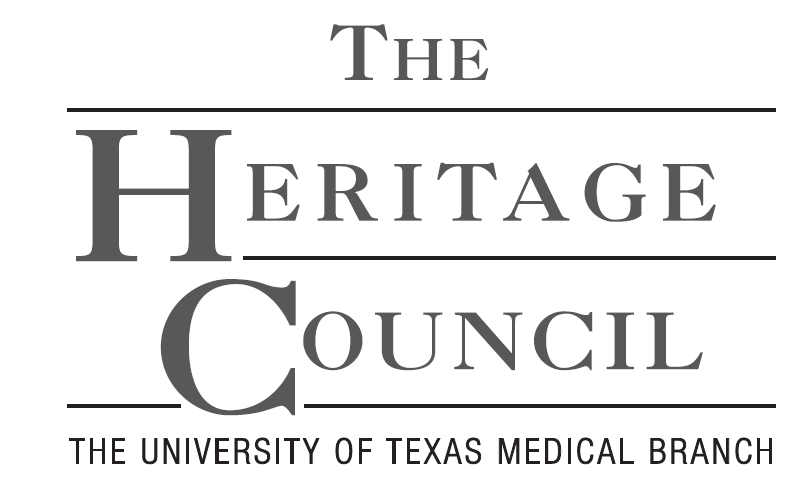 THE
HERITAGE
COUNCIL
THE UNIVERSITY OF TEXAS MEDICAL BRANCH